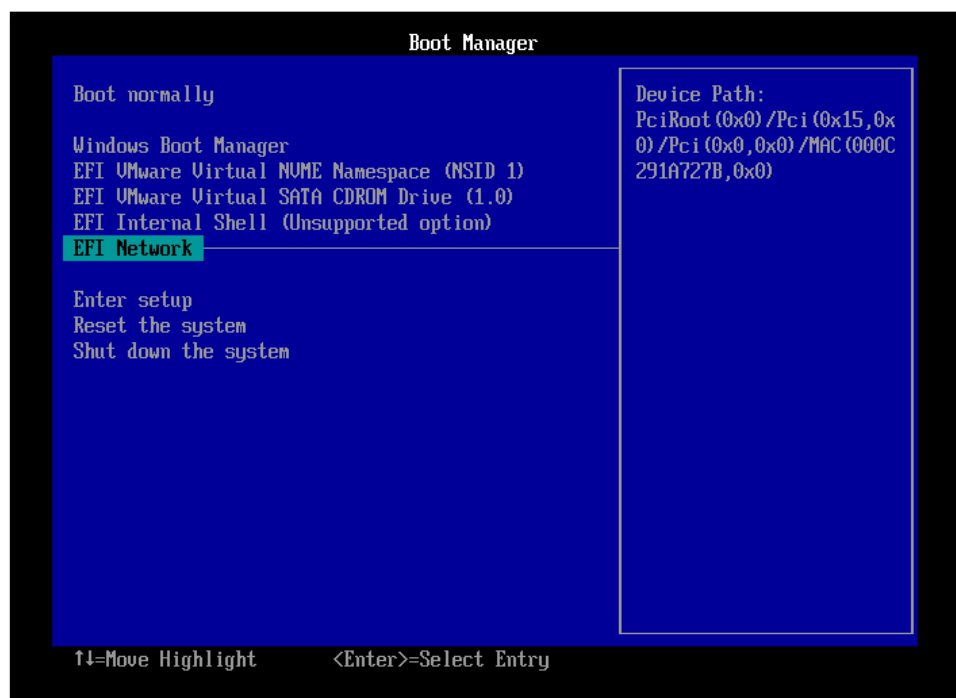 Boot Manager
Boot normally
Windows Boot Manager
EFI VMware Virtual NVME Namespace (NSID 1)
EFI VMware Virtual SATA CDROM Drive (1.0)
EFI Internal Shell (Unsupported option)
EFI Network
Enter setup
Reset the system
Shut down the system
Device Path:
PciRoot(0x0)/Pci(0x15,0x
0)/Pci(0x0,0x0)/MAC(000C
291A727B,0x0)
↑↓=Move Highlight <Enter>=Select Entry